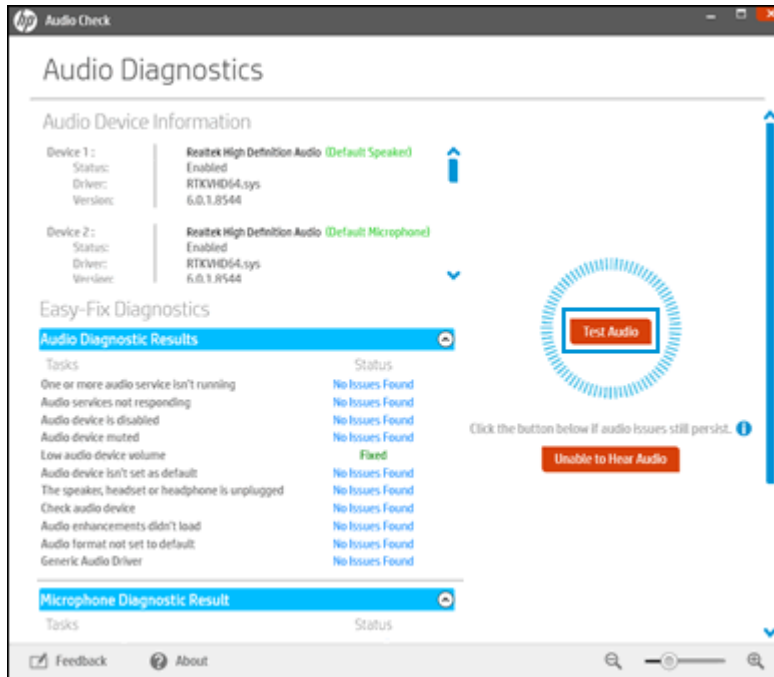 hp Audio Check
Audio Diagnostics
Audio Device Information
Device 1 : Realtek High Definition Audio (Default Speaker)
Status: Enabled
Driver: RTKVHD64.sys
Version: 6.0.1.8544
Device 2 : Realtek High Definition Audio (Default Microphone)
Status: Enabled
Driver: RTKVHD64.sys
Version: 6.0.1.8544
Easy-Fix Diagnostics
Audio Diagnostic Results
Tasks Status
One or more audio service isn't running No Issues Found
Audio services not responding No Issues Found
Audio device is disabled No Issues Found
Audio device muted No Issues Found
Low audio device volume Fixed
Audio device isn't set as default No Issues Found
The speaker, headset or headphone is unplugged No Issues Found
Check audio device No Issues Found
Audio enhancements didn't load No Issues Found
Audio format not set to default No Issues Found
Generic Audio Driver No Issues Found
Microphone Diagnostic Result
Tasks Status
Test Audio
Click the button below if audio issues still persist.
Unable to Hear Audio
Feedback About